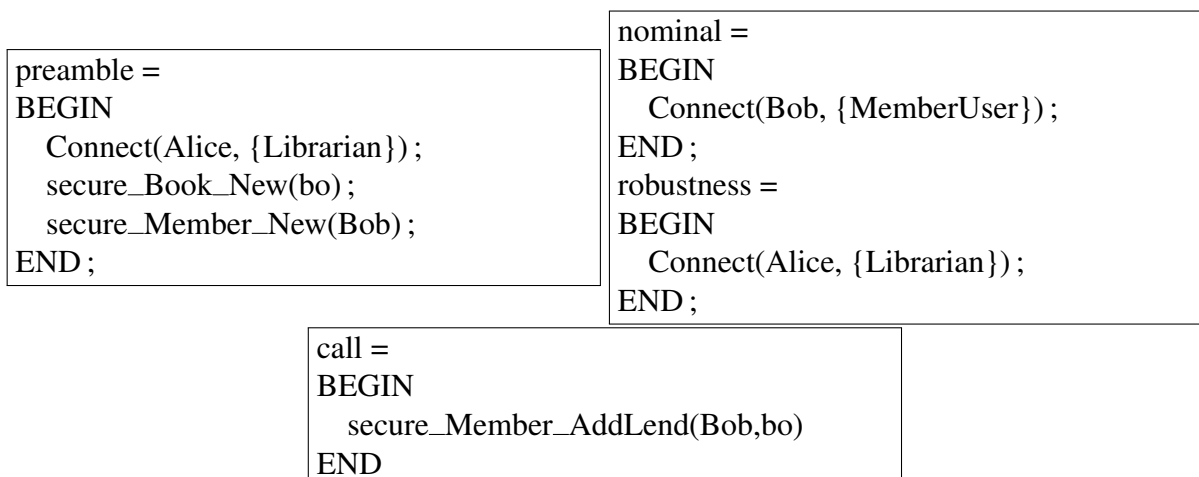 preamble =
BEGIN
Connect(Alice, {Librarian}) ;
secure_Book_New(bo) ;
secure_Member_New(Bob) ;
END ;
nominal =
BEGIN
Connect(Bob, {MemberUser}) ;
END ;
robustness =
BEGIN
Connect(Alice, {Librarian}) ;
END ;
call =
BEGIN
secure_Member_AddLend(Bob,bo)
END